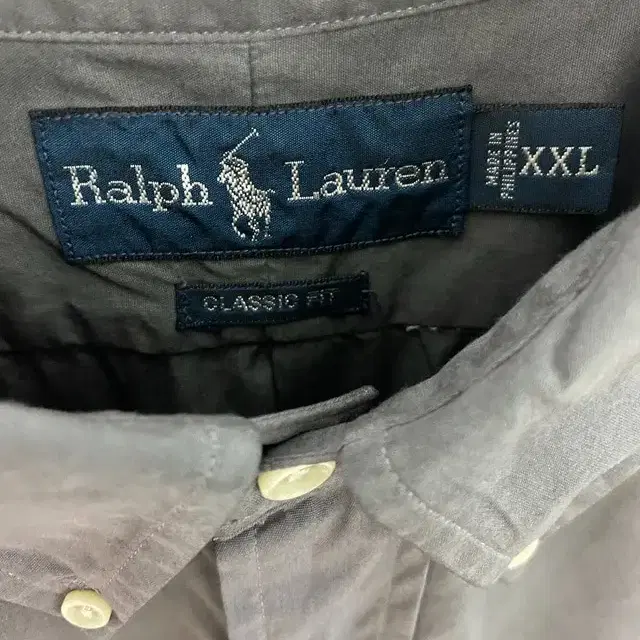 Ralph Lauren
MADE IN
PHILIPPINES
XXL
CLASSIC FIT